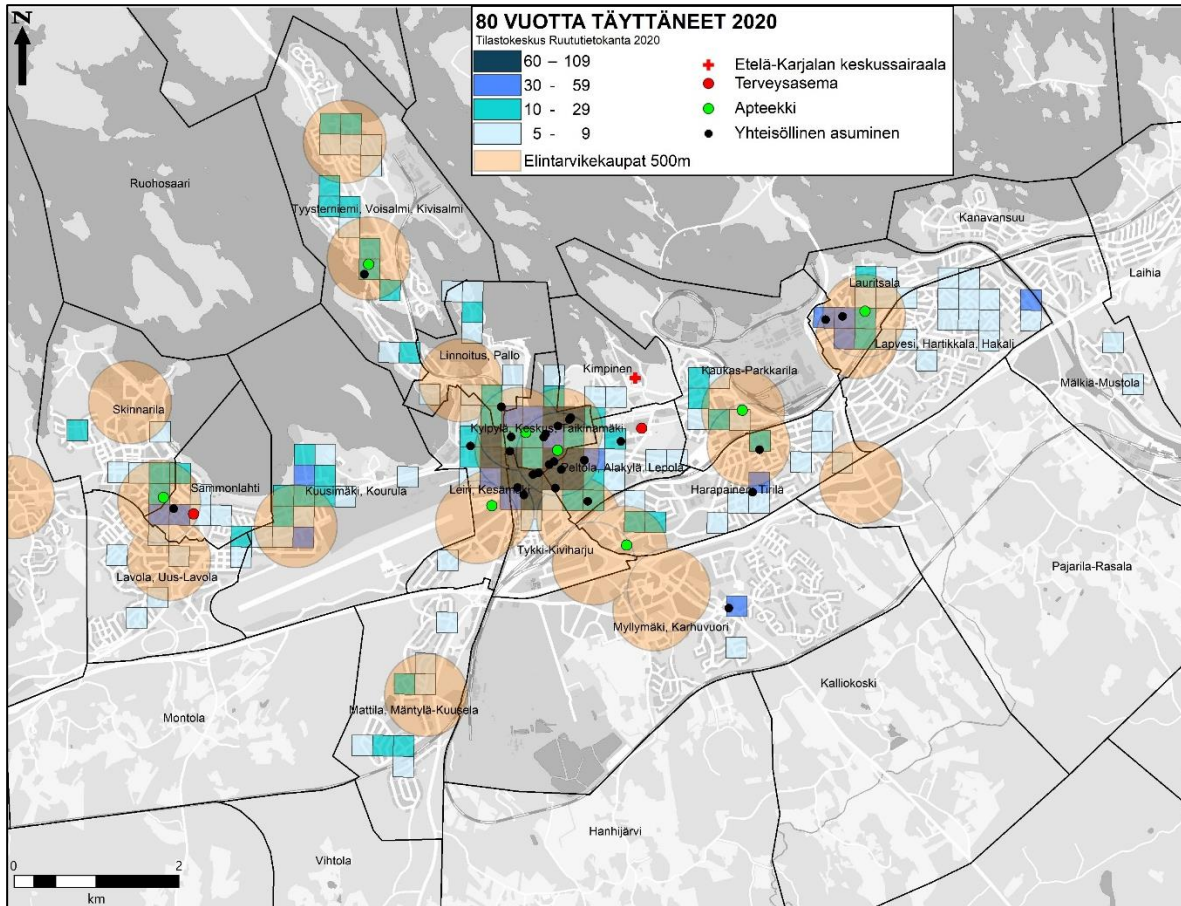 N
80 VUOTTA TÄYTTÄNEET 2020
Tilastokeskus Ruututietokanta 2020
60 – 109
30 - 59
10 - 29
5 - 9
Elintarvikekaupat 500m
Etelä-Karjalan keskussairaala
Terveysasema
Apteekki
Yhteisöllinen asuminen
Ruohosaari
Tyysterniemi, Voisalmi, Kivisalmi
Kanavansuu
Laihia
Lauritsala
Lapvesi, Hartikkala, Hakali
Linnoitus, Pallo
Kimpinen
Kaukas-Parkkarila
Mälkiä-Mustola
Skinnarila
Kylpylä, Keskus, Taikinamäki
Peltola, Alakylä, Lepola
Sammonlahti
Kuusimäki, Kourula
Leiri, Kesämäki
Harapainen, Tirilä
Tykki-Kiviharju
Lavola, Uus-Lavola
Pajarila-Rasala
Myllymäki, Karhuvuori
Kalliokoski
Montola
Mattila, Mäntylä-Kuusela
Hanhijärvi
Vihtola
0 2
km